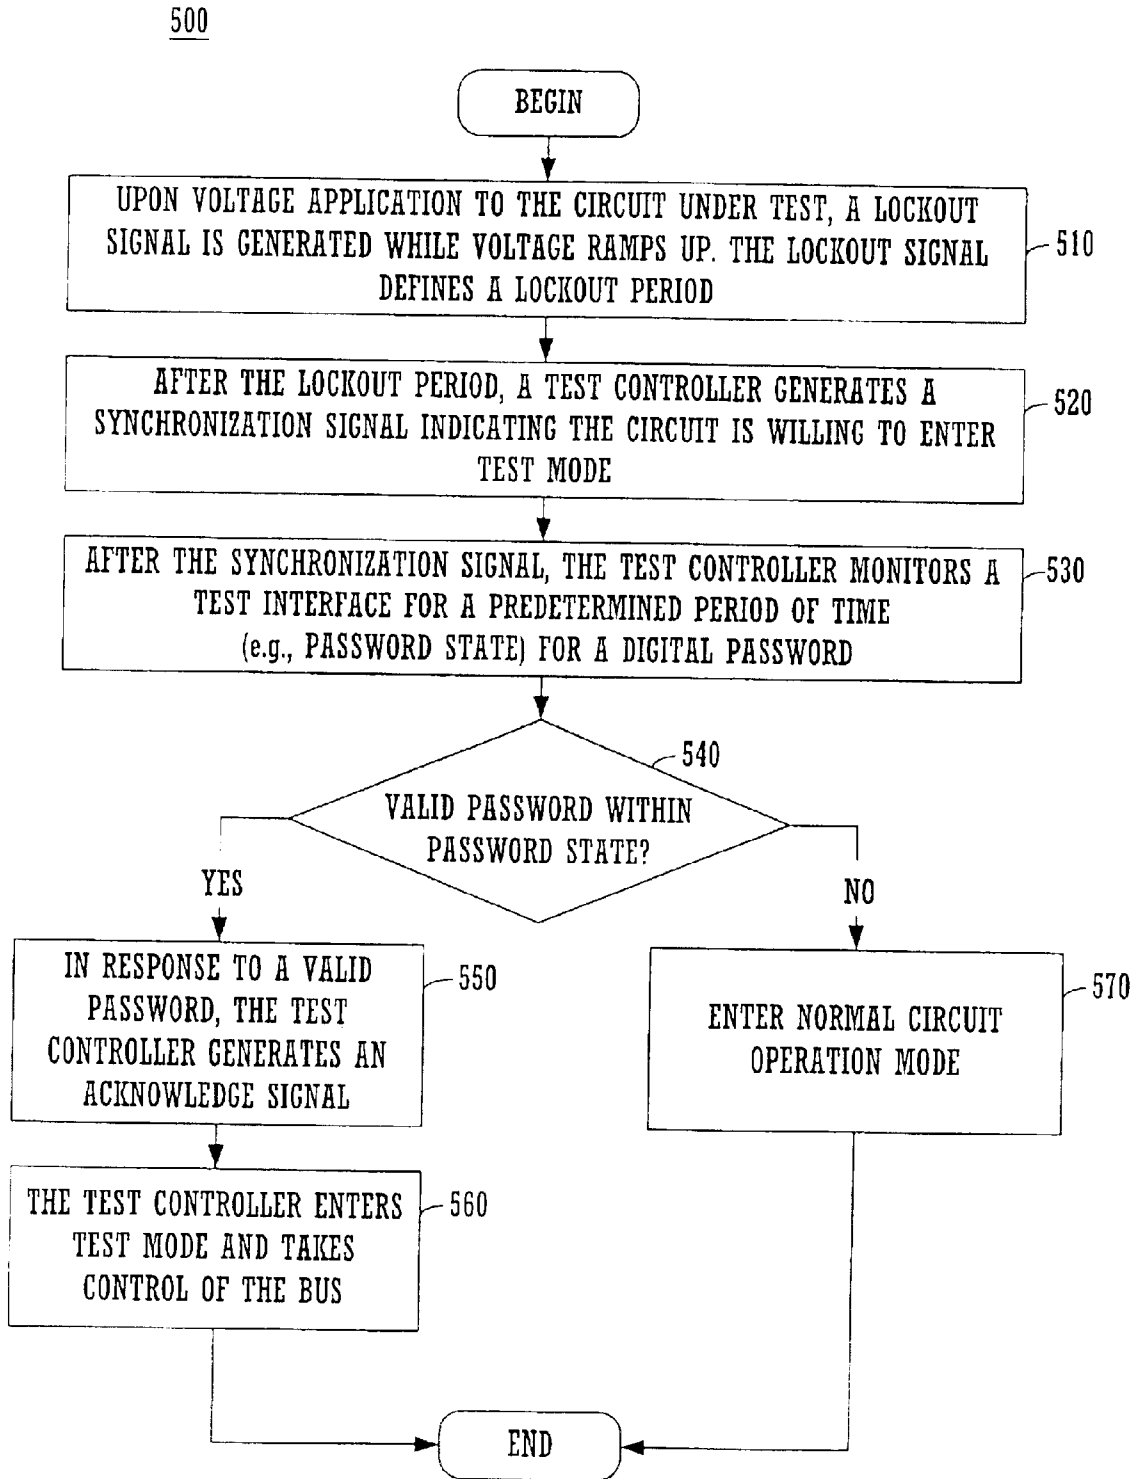 500
BEGIN
UPON VOLTAGE APPLICATION TO THE CIRCUIT UNDER TEST, A LOCKOUT
SIGNAL IS GENERATED WHILE VOLTAGE RAMPS UP. THE LOCKOUT SIGNAL
DEFINES A LOCKOUT PERIOD
510
AFTER THE LOCKOUT PERIOD, A TEST CONTROLLER GENERATES A
SYNCHRONIZATION SIGNAL INDICATING THE CIRCUIT IS WILLING TO ENTER
TEST MODE
520
AFTER THE SYNCHRONIZATION SIGNAL, THE TEST CONTROLLER MONITORS A
TEST INTERFACE FOR A PREDETERMINED PERIOD OF TIME
(e.g., PASSWORD STATE) FOR A DIGITAL PASSWORD
530
540
VALID PASSWORD WITHIN
PASSWORD STATE?
YES
NO
IN RESPONSE TO A VALID
PASSWORD, THE TEST
CONTROLLER GENERATES AN
ACKNOWLEDGE SIGNAL
550
ENTER NORMAL CIRCUIT
OPERATION MODE
570
THE TEST CONTROLLER ENTERS
TEST MODE AND TAKES
CONTROL OF THE BUS
560
END